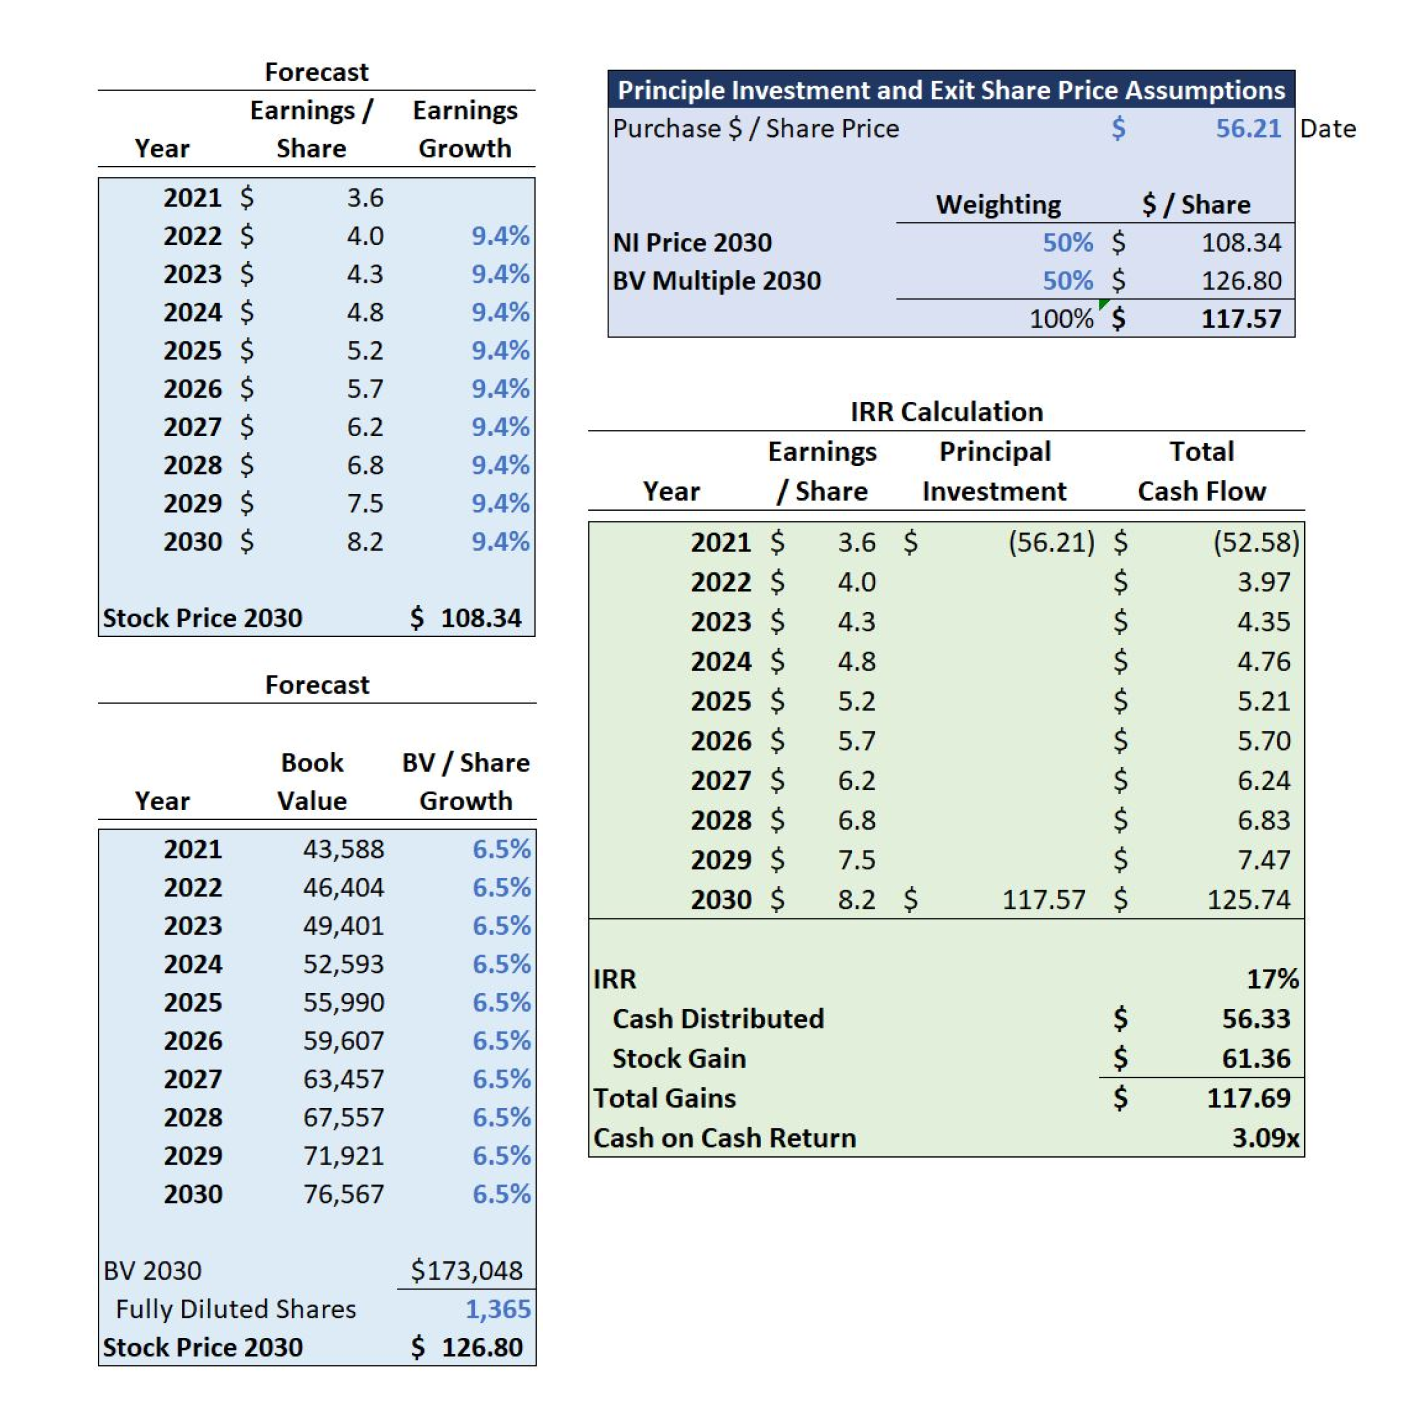 Forecast
Earnings / Earnings
Year Share Growth
2021 $ 3.6
2022 $ 4.0 9.4%
2023 $ 4.3 9.4%
2024 $ 4.8 9.4%
2025 $ 5.2 9.4%
2026 $ 5.7 9.4%
2027 $ 6.2 9.4%
2028 $ 6.8 9.4%
2029 $ 7.5 9.4%
2030 $ 8.2 9.4%
Stock Price 2030 $ 108.34
Forecast
Book BV / Share
Year Value Growth
2021 43,588 6.5%
2022 46,404 6.5%
2023 49,401 6.5%
2024 52,593 6.5%
2025 55,990 6.5%
2026 59,607 6.5%
2027 63,457 6.5%
2028 67,557 6.5%
2029 71,921 6.5%
2030 76,567 6.5%
BV 2030 $173,048
Fully Diluted Shares 1,365
Stock Price 2030 $ 126.80
Principle Investment and Exit Share Price Assumptions
Purchase $ / Share Price $ 56.21 Date
Weighting $ / Share
NI Price 2030 50% $ 108.34
BV Multiple 2030 50% $ 126.80
100% $ 117.57
IRR Calculation
Earnings Principal Total
Year / Share Investment Cash Flow
2021 $ 3.6 $ (56.21) $ (52.58)
2022 $ 4.0 $ 3.97
2023 $ 4.3 $ 4.35
2024 $ 4.8 $ 4.76
2025 $ 5.2 $ 5.21
2026 $ 5.7 $ 5.70
2027 $ 6.2 $ 6.24
2028 $ 6.8 $ 6.83
2029 $ 7.5 $ 7.47
2030 $ 8.2 $ 117.57 $ 125.74
IRR 17%
Cash Distributed $ 56.33
Stock Gain $ 61.36
Total Gains $ 117.69
Cash on Cash Return 3.09x